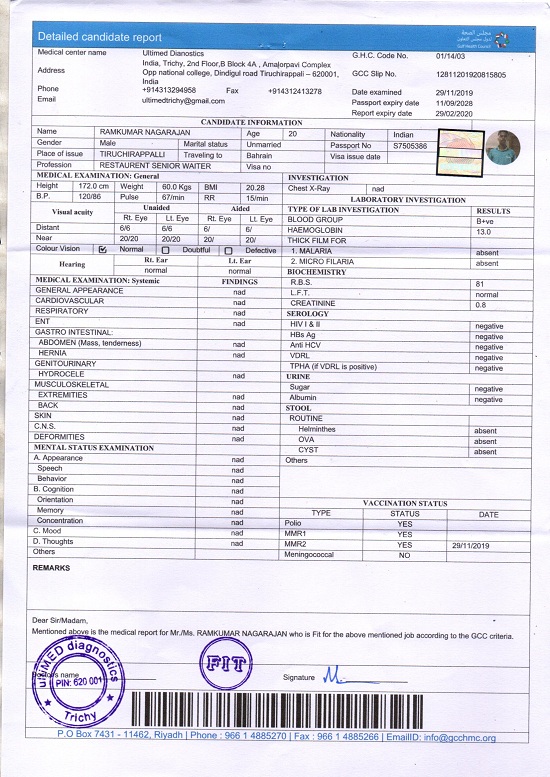 Detailed candidate report
مجلس الصحة
لدول مجلس التعاون
Gulf Health Council
Medical center name Ultimed Dianostics G.H.C. Code No. 01/14/03
Address India, Trichy, 2nd Floor,B Block 4A , Amalorpavi Complex
Opp national college, Dindigul road Tiruchirappali – 620001, India GCC Slip No. 12811201920815805
Phone +914313294958 Fax +914312413278 Date examined 29/11/2019
Email ultimedtrichy@gmail.com Passport expiry date 11/09/2028
Report expiry date 29/02/2020
CANDIDATE INFORMATION
Name RAMKUMAR NAGARAJAN Age 20 Nationality Indian
Gender Male Marital status Unmarried Passport No S7505386
Place of issue TIRUCHIRAPPALLI Traveling to Bahrain Visa issue date
Profession RESTAURENT SENIOR WAITER Visa no
MEDICAL EXAMINATION: General INVESTIGATION
Height 172.0 cm Weight 60.0 Kgs BMI 20.28 Chest X-Ray nad
B.P. 120/86 Pulse 67/min RR 15/min LABORATORY INVESTIGATION
Visual acuity Unaided Aided TYPE OF LAB INVESTIGATION RESULTS
Rt. Eye Lt. Eye Rt. Eye Lt. Eye BLOOD GROUP B+ve
Distant 6/6 6/6 6/ 6/ HAEMOGLOBIN 13.0
Near 20/20 20/20 20/ 20/ THICK FILM FOR
Colour Vision Normal Doubtful Defective 1. MALARIA absent
Hearing Rt. Ear Lt. Ear 2. MICRO FILARIA absent
normal normal BIOCHEMISTRY
MEDICAL EXAMINATION: Systemic FINDINGS R.B.S. 81
GENERAL APPEARANCE nad L.F.T. normal
CARDIOVASCULAR nad CREATININE 0.8
RESPIRATORY nad SEROLOGY
ENT nad HIV I & II negative
GASTRO INTESTINAL: HBs Ag negative
ABDOMEN (Mass, tenderness) nad Anti HCV negative
HERNIA nad VDRL negative
GENITOURINARY TPHA (if VDRL is positive) negative
HYDROCELE nad URINE
MUSCULOSKELETAL Sugar negative
EXTREMITIES nad Albumin negative
BACK nad STOOL
SKIN nad ROUTINE
C.N.S. nad Helminthes absent
DEFORMITIES nad OVA absent
MENTAL STATUS EXAMINATION CYST absent
A. Appearance nad Others
Speech nad
Behavior nad
B. Cognition nad
Orientation nad
Memory nad VACCINATION STATUS
Concentration nad TYPE STATUS DATE
C. Mood nad Polio YES
D. Thoughts nad MMR1 YES
Others MMR2 YES 29/11/2019
Meningococcal NO
REMARKS
Dear Sir/Madam,
Mentioned above is the medical report for Mr./Ms. RAMKUMAR NAGARAJAN who is Fit for the above mentioned job according to the GCC criteria.
ultiMED diagnostics
PIN: 620 001
Trichy
name
FIT
Signature
P.O Box 7431 - 11462, Riyadh | Phone : 966 1 4885270 | Fax : 966 1 4885266 | EmailID: info@gcchmc.org